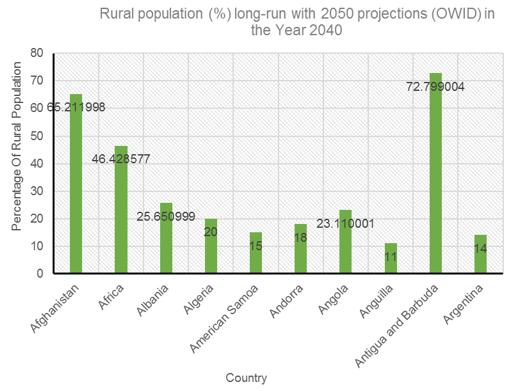 Rural population (%) long-run with 2050 projections (OWID) in
the Year 2040
Percentage Of Rural Population
80
70
60
50
40
30
20
10
0
65.211998
46.428577
25.650999
20
15
18
23.110001
11
72.799004
14
Afghanistan
Africa
Albania
Algeria
American Samoa
Andorra
Angola
Anguilla
Antigua and Barbuda
Argentina
Country